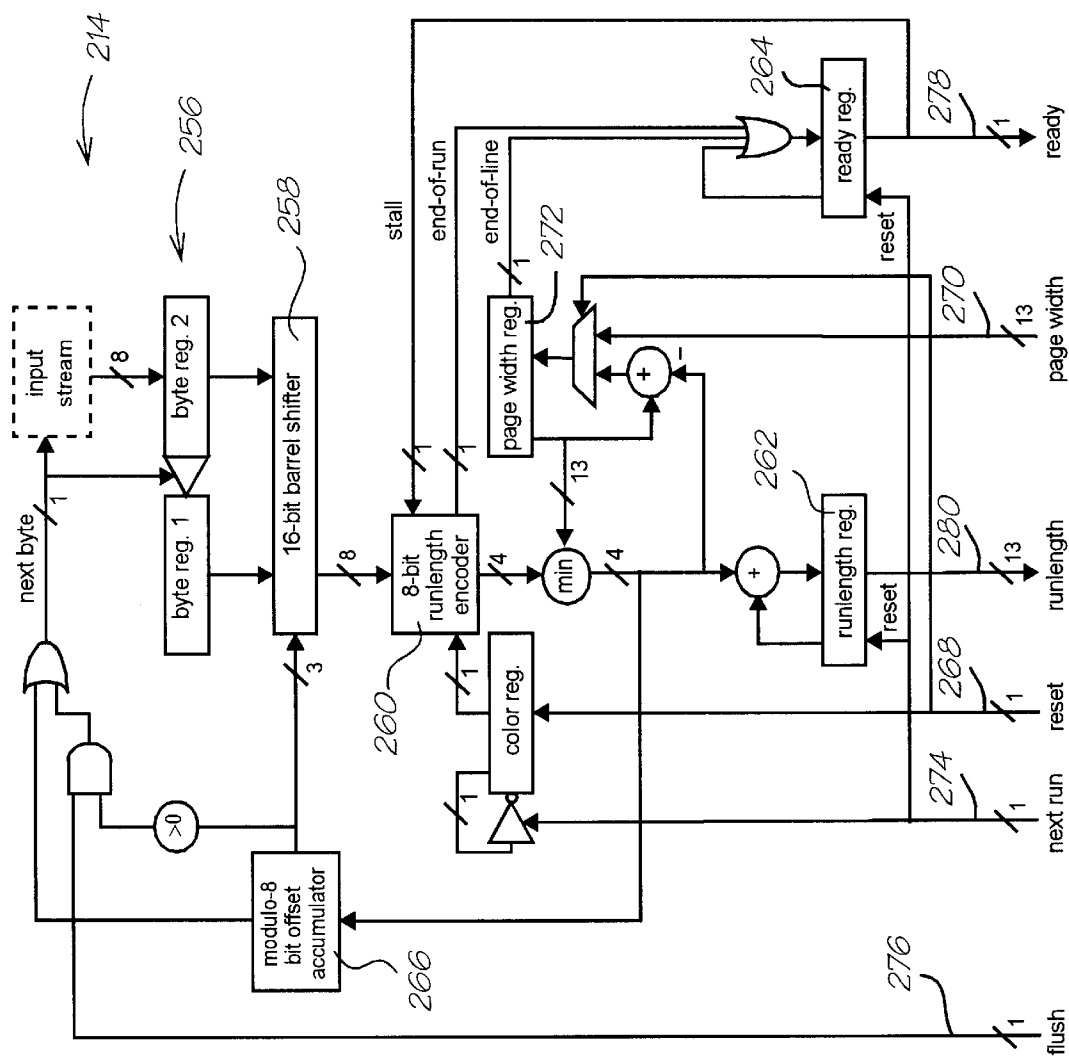 214
input
stream
next byte
1
8
256
byte reg. 1
byte reg. 2
258
16-bit barrel shifter
3
8
>0
modulo-8
bit offset
accumulator
266
stall
1
end-of-run
1
end-of-line
1
8-bit
runlength
encoder
260
4
1
color reg.
1
min
13
4
page width reg.
272
+
−
264
ready reg.
reset
262
+
runlength reg.
reset
276
1
flush
274
1
next run
268
1
reset
280
13
runlength
270
13
page width
278
1
ready